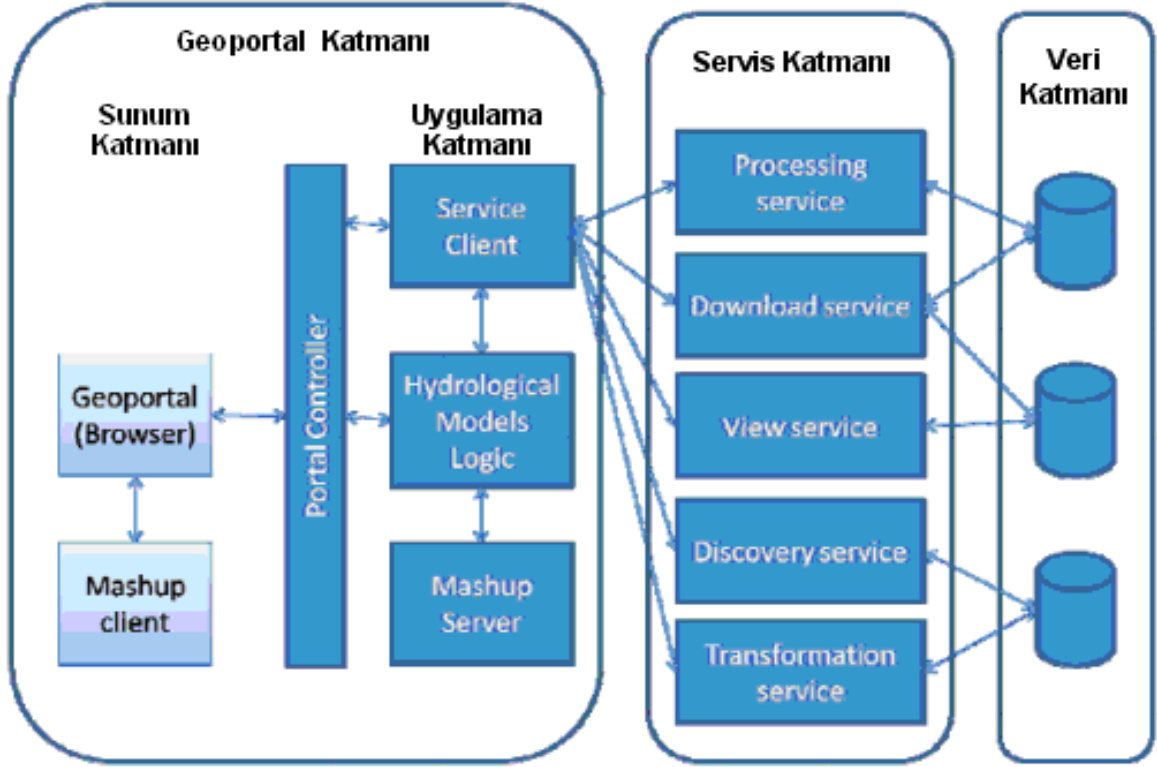 Geoportal Katmanı
Sunum
Katmanı
Uygulama
Katmanı
Portal Controller
Service
Client
Geoportal
(Browser)
Hydrological
Models
Logic
Mashup
client
Mashup
Server
Servis Katmanı
Processing
service
Download service
View service
Discovery service
Transformation
service
Veri
Katmanı